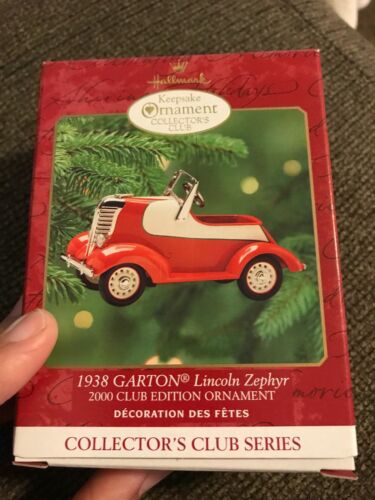 Hallmark
Keepsake
Ornament
COLLECTOR'S
CLUB
1938 GARTON® Lincoln Zephyr
2000 CLUB EDITION ORNAMENT
DÉCORATION DES FÊTES
COLLECTOR'S CLUB SERIES